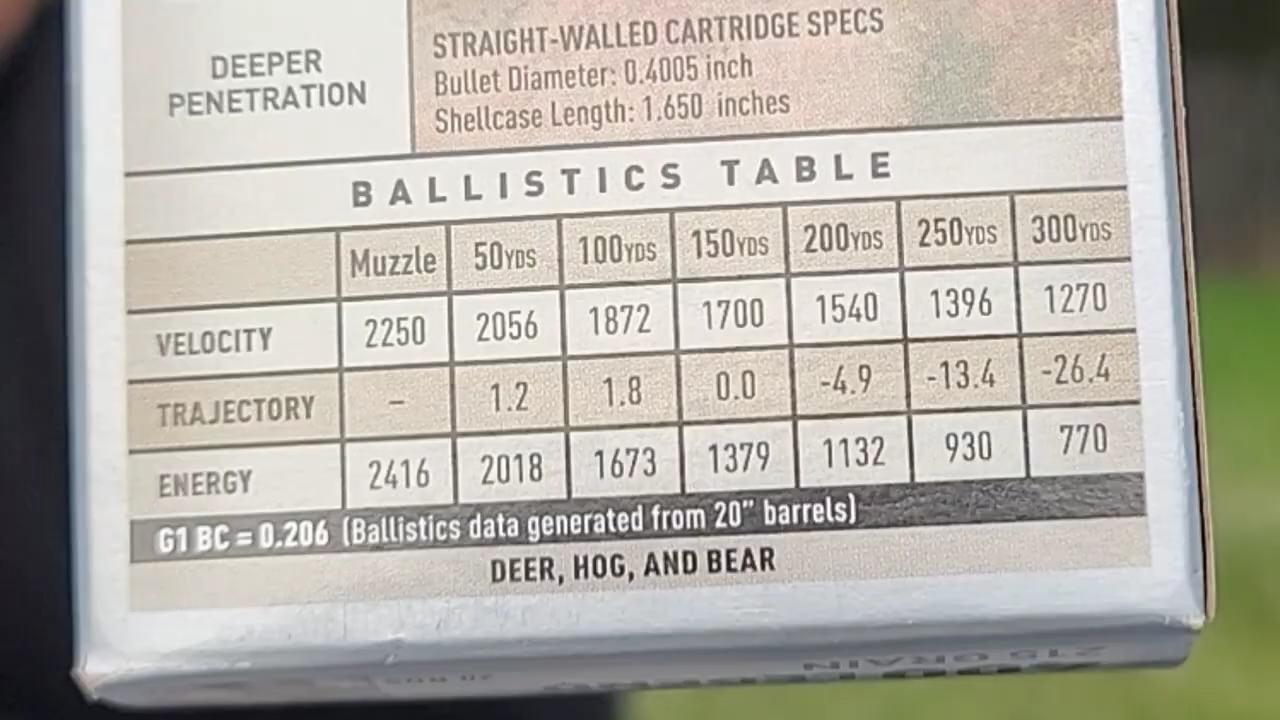 DEEPER
PENETRATION
STRAIGHT-WALLED CARTRIDGE SPECS
Bullet Diameter: 0.4005 inch
Shellcase Length: 1.650 inches
BALLISTICS TABLE
Muzzle 50YDS 100YDS 150YDS 200YDS 250YDS 300YDS
VELOCITY 2250 2056 1872 1700 1540 1396 1270
TRAJECTORY – 1.2 1.8 0.0 -4.9 -13.4 -26.4
ENERGY 2416 2018 1673 1379 1132 930 770
G1 BC = 0.206 (Ballistics data generated from 20" barrels)
DEER, HOG, AND BEAR
215 GRAIN